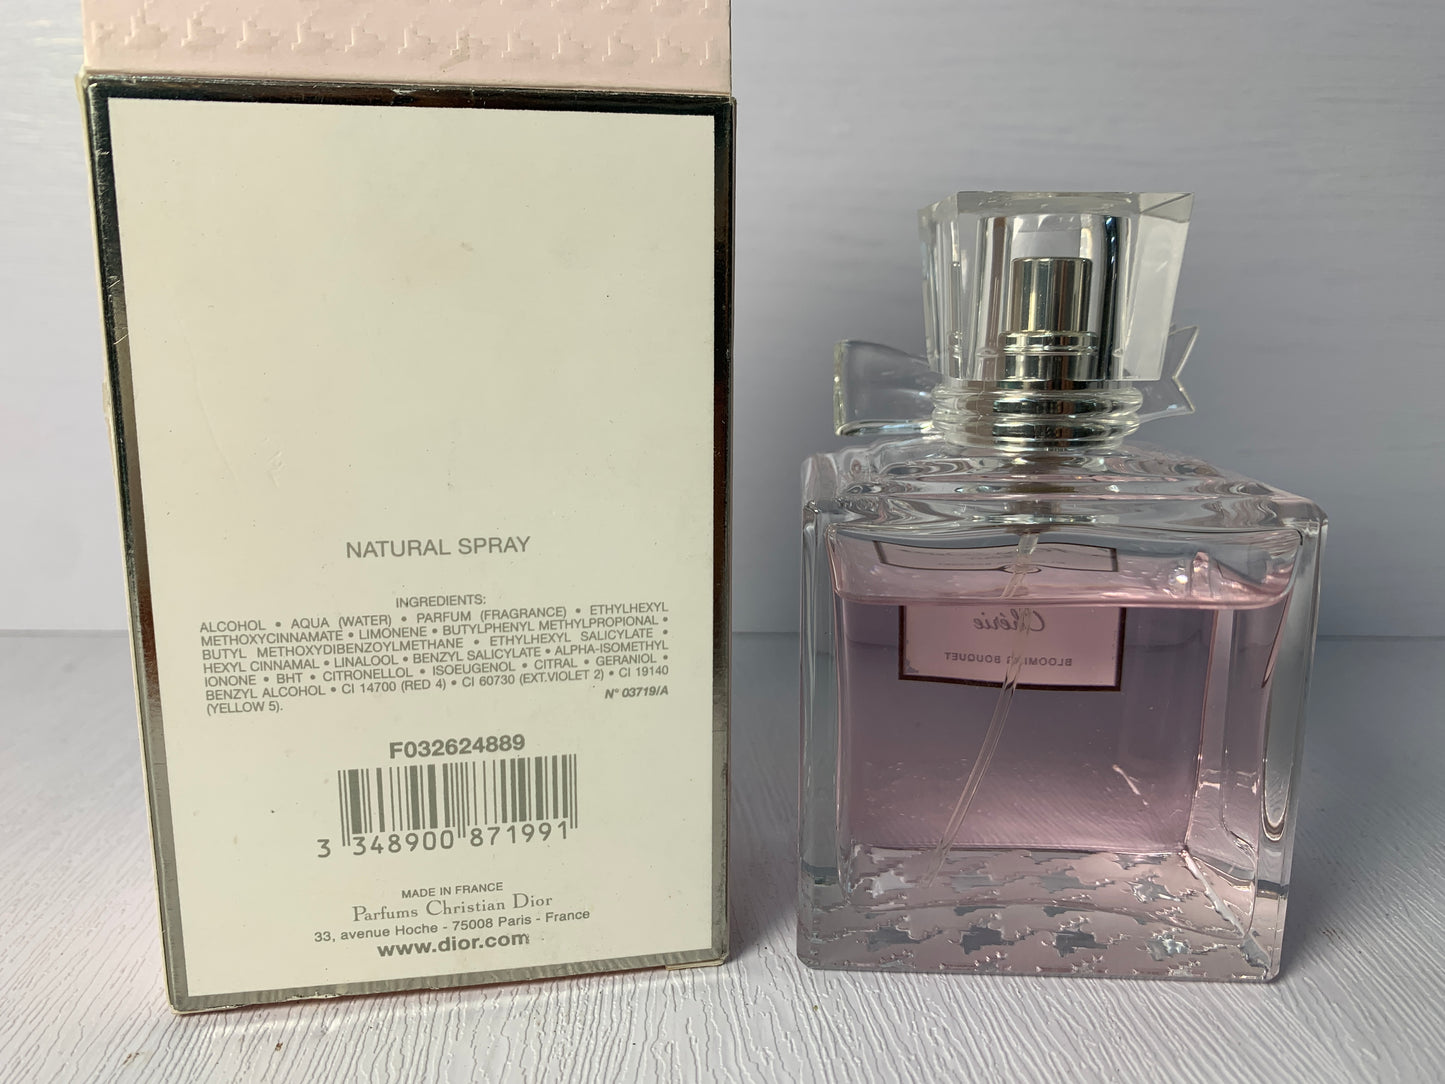 NATURAL SPRAY
INGREDIENTS:
ALCOHOL • AQUA (WATER) • PARFUM (FRAGRANCE) • ETHYLHEXYL
METHOXYCINNAMATE • LIMONENE • BUTYLPHENYL METHYLPROPIONAL •
BUTYL METHOXYDIBENZOYLMETHANE • ETHYLHEXYL SALICYLATE •
HEXYL CINNAMAL • LINALOOL • BENZYL SALICYLATE • ALPHA-ISOMETHYL
IONONE • BHT • CITRONELLOL • ISOEUGENOL • CITRAL • GERANIOL •
BENZYL ALCOHOL • CI 14700 (RED 4) • CI 60730 (EXT.VIOLET 2) • CI 19140
(YELLOW 5).
N° 03719/A
F032624889
3 348900 871991
MADE IN FRANCE
Parfums Christian Dior
33, avenue Hoche - 75008 Paris - France
www.dior.com
Chérie
BLOOMING BOUQUET